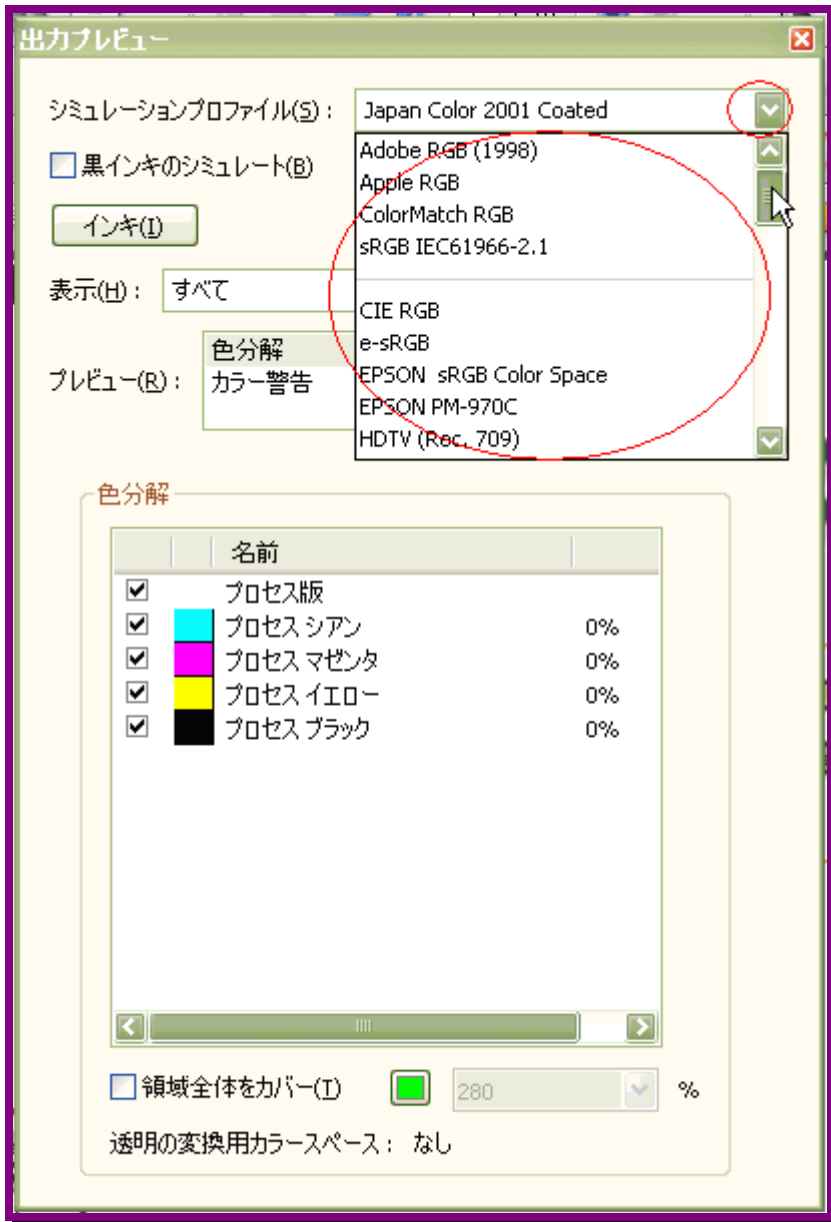 出力プレビュー
シミュレーションプロファイル(S)： Japan Color 2001 Coated
Adobe RGB (1998)
Apple RGB
ColorMatch RGB
sRGB IEC61966-2.1
CIE RGB
e-sRGB
EPSON  sRGB Color Space
EPSON PM-970C
HDTV (Rec. 709)
黒インキのシミュレート(B)
インキ(I)
表示(H)： すべて
プレビュー(R)：
色分解
カラー警告
色分解
名前
プロセス版
プロセス シアン 0%
プロセス マゼンタ 0%
プロセス イエロー 0%
プロセス ブラック 0%
領域全体をカバー(T) 280 %
透明の変換用カラースペース： なし